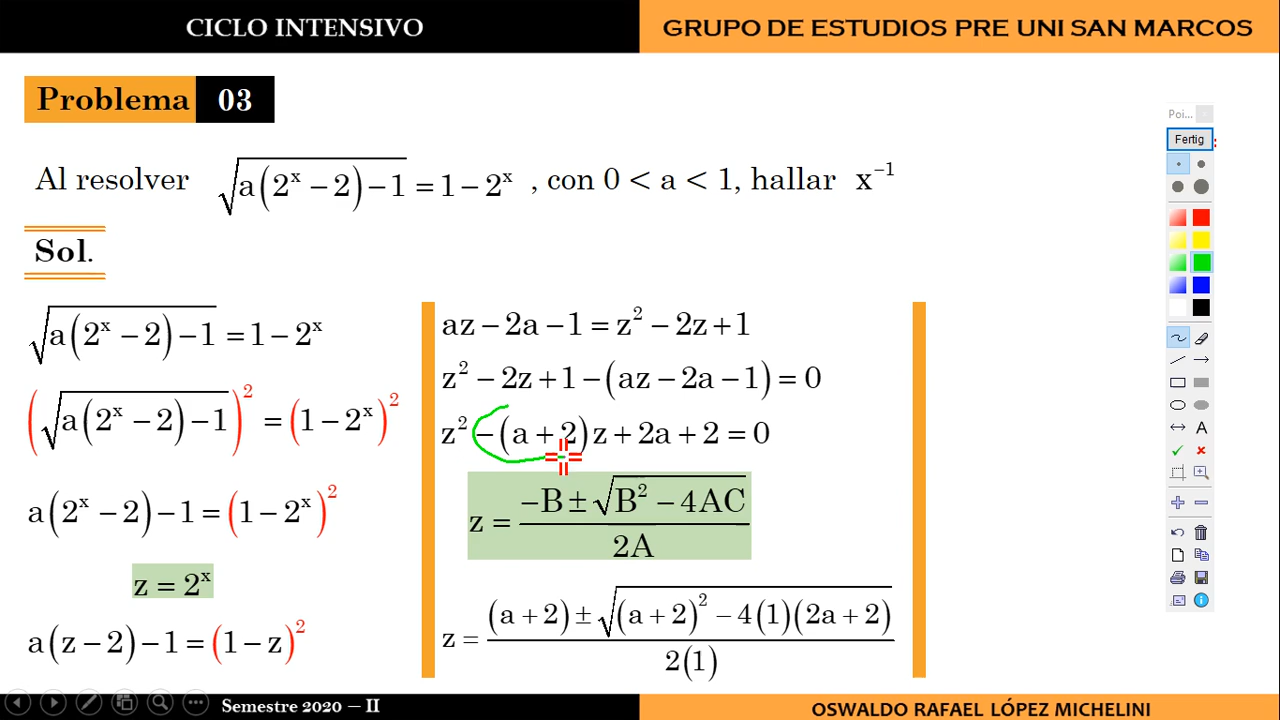 CICLO INTENSIVO
GRUPO DE ESTUDIOS PRE UNI SAN MARCOS
Problema 03
Al resolver √(a(2ˣ − 2) − 1) = 1 − 2ˣ , con 0 < a < 1, hallar x⁻¹
Sol.
√(a(2ˣ − 2) − 1) = 1 − 2ˣ
(√(a(2ˣ − 2) − 1))² = (1 − 2ˣ)²
a(2ˣ − 2) − 1 = (1 − 2ˣ)²
z = 2ˣ
a(z − 2) − 1 = (1 − z)²
az − 2a − 1 = z² − 2z + 1
z² − 2z + 1 − (az − 2a − 1) = 0
z² − (a + 2)z + 2a + 2 = 0
z = (−B ± √(B² − 4AC)) / 2A
z = ((a + 2) ± √((a + 2)² − 4(1)(2a + 2))) / 2(1)
Poi...
Fertig
A
Semestre 2020 – II
OSWALDO RAFAEL LÓPEZ MICHELINI